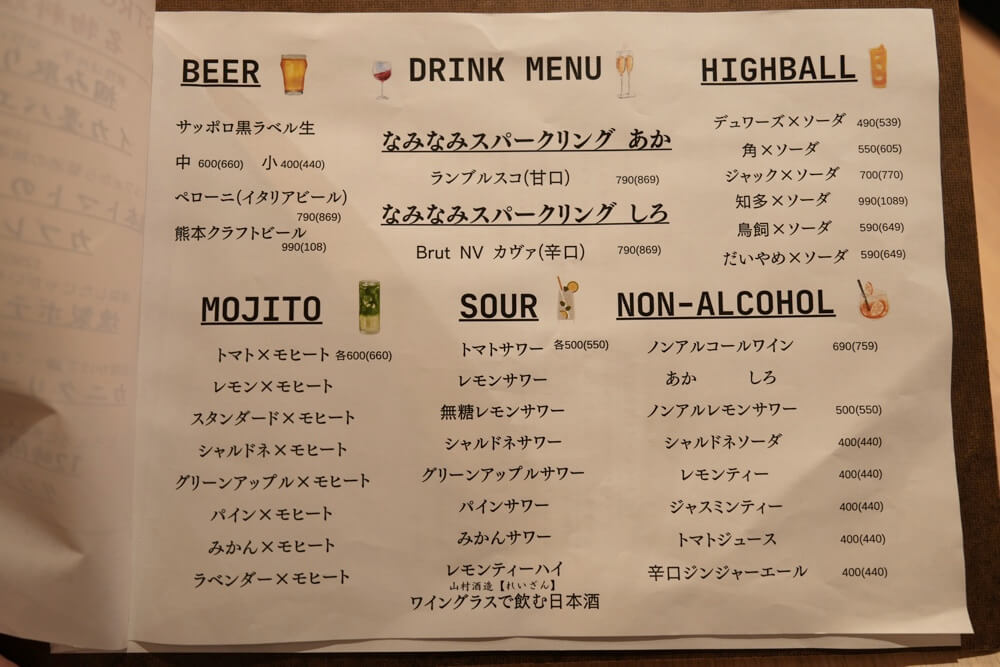 BEER
サッポロ黒ラベル生
中 600(660) 小 400(440)
ペローニ(イタリアビール)
790(869)
熊本クラフトビール
990(108)
DRINK MENU
なみなみスパークリング あか
ランブルスコ(甘口) 790(869)
なみなみスパークリング しろ
Brut NV カヴァ(辛口) 790(869)
HIGHBALL
デュワーズ×ソーダ 490(539)
角×ソーダ 550(605)
ジャック×ソーダ 700(770)
知多×ソーダ 990(1089)
鳥飼×ソーダ 590(649)
だいやめ×ソーダ 590(649)
MOJITO
トマト×モヒート 各600(660)
レモン×モヒート
スタンダード×モヒート
シャルドネ×モヒート
グリーンアップル×モヒート
パイン×モヒート
みかん×モヒート
ラベンダー×モヒート
SOUR
トマトサワー 各500(550)
レモンサワー
無糖レモンサワー
シャルドネサワー
グリーンアップルサワー
パインサワー
みかんサワー
レモンティーハイ
山村酒造【れいざん】
ワイングラスで飲む日本酒
NON-ALCOHOL
ノンアルコールワイン 690(759)
あか しろ
ノンアルレモンサワー 500(550)
シャルドネソーダ 400(440)
レモンティー 400(440)
ジャスミンティー 400(440)
トマトジュース 400(440)
辛口ジンジャーエール 400(440)